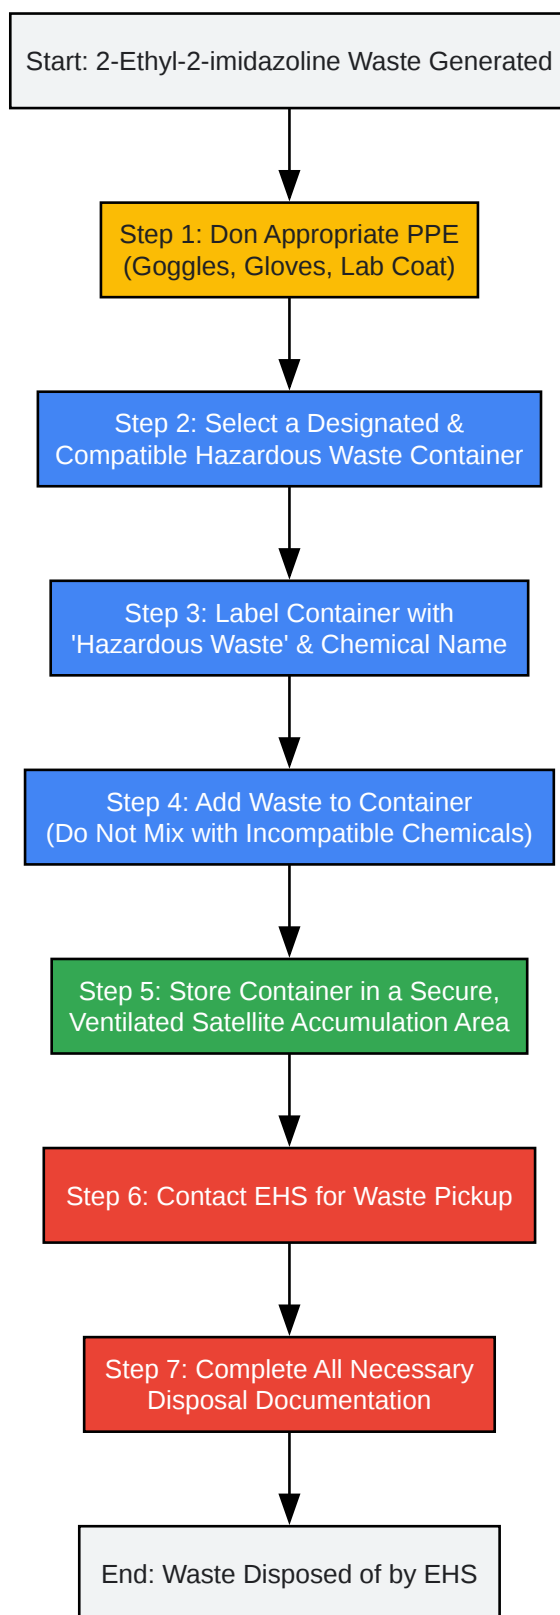 Start: 2-Ethyl-2-imidazoline Waste Generated
Step 1: Don Appropriate PPE
(Goggles, Gloves, Lab Coat)
Step 2: Select a Designated &
Compatible Hazardous Waste Container
Step 3: Label Container with
'Hazardous Waste' & Chemical Name
Step 4: Add Waste to Container
(Do Not Mix with Incompatible Chemicals)
Step 5: Store Container in a Secure,
Ventilated Satellite Accumulation Area
Step 6: Contact EHS for Waste Pickup
Step 7: Complete All Necessary
Disposal Documentation
End: Waste Disposed of by EHS